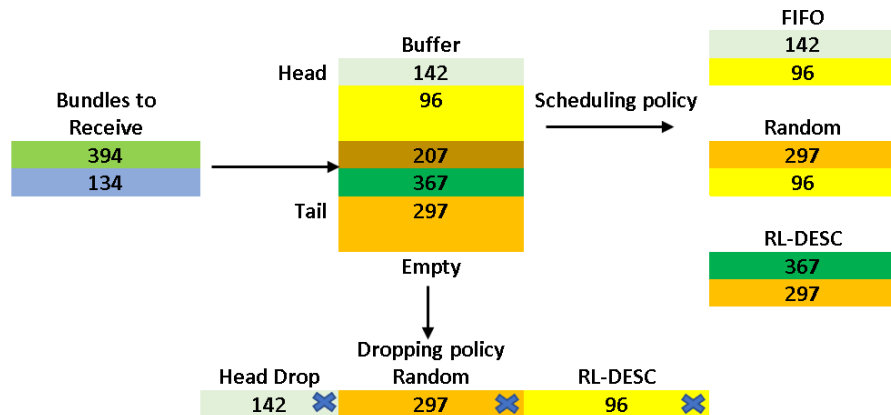 FIFO
142
96
Buffer
Head
142
96
Scheduling policy
Bundles to
Receive
394
134
207
367
Tail
297
Random
297
96
RL-DESC
367
297
Empty
Dropping policy
Head Drop
Random
RL-DESC
142
297
96